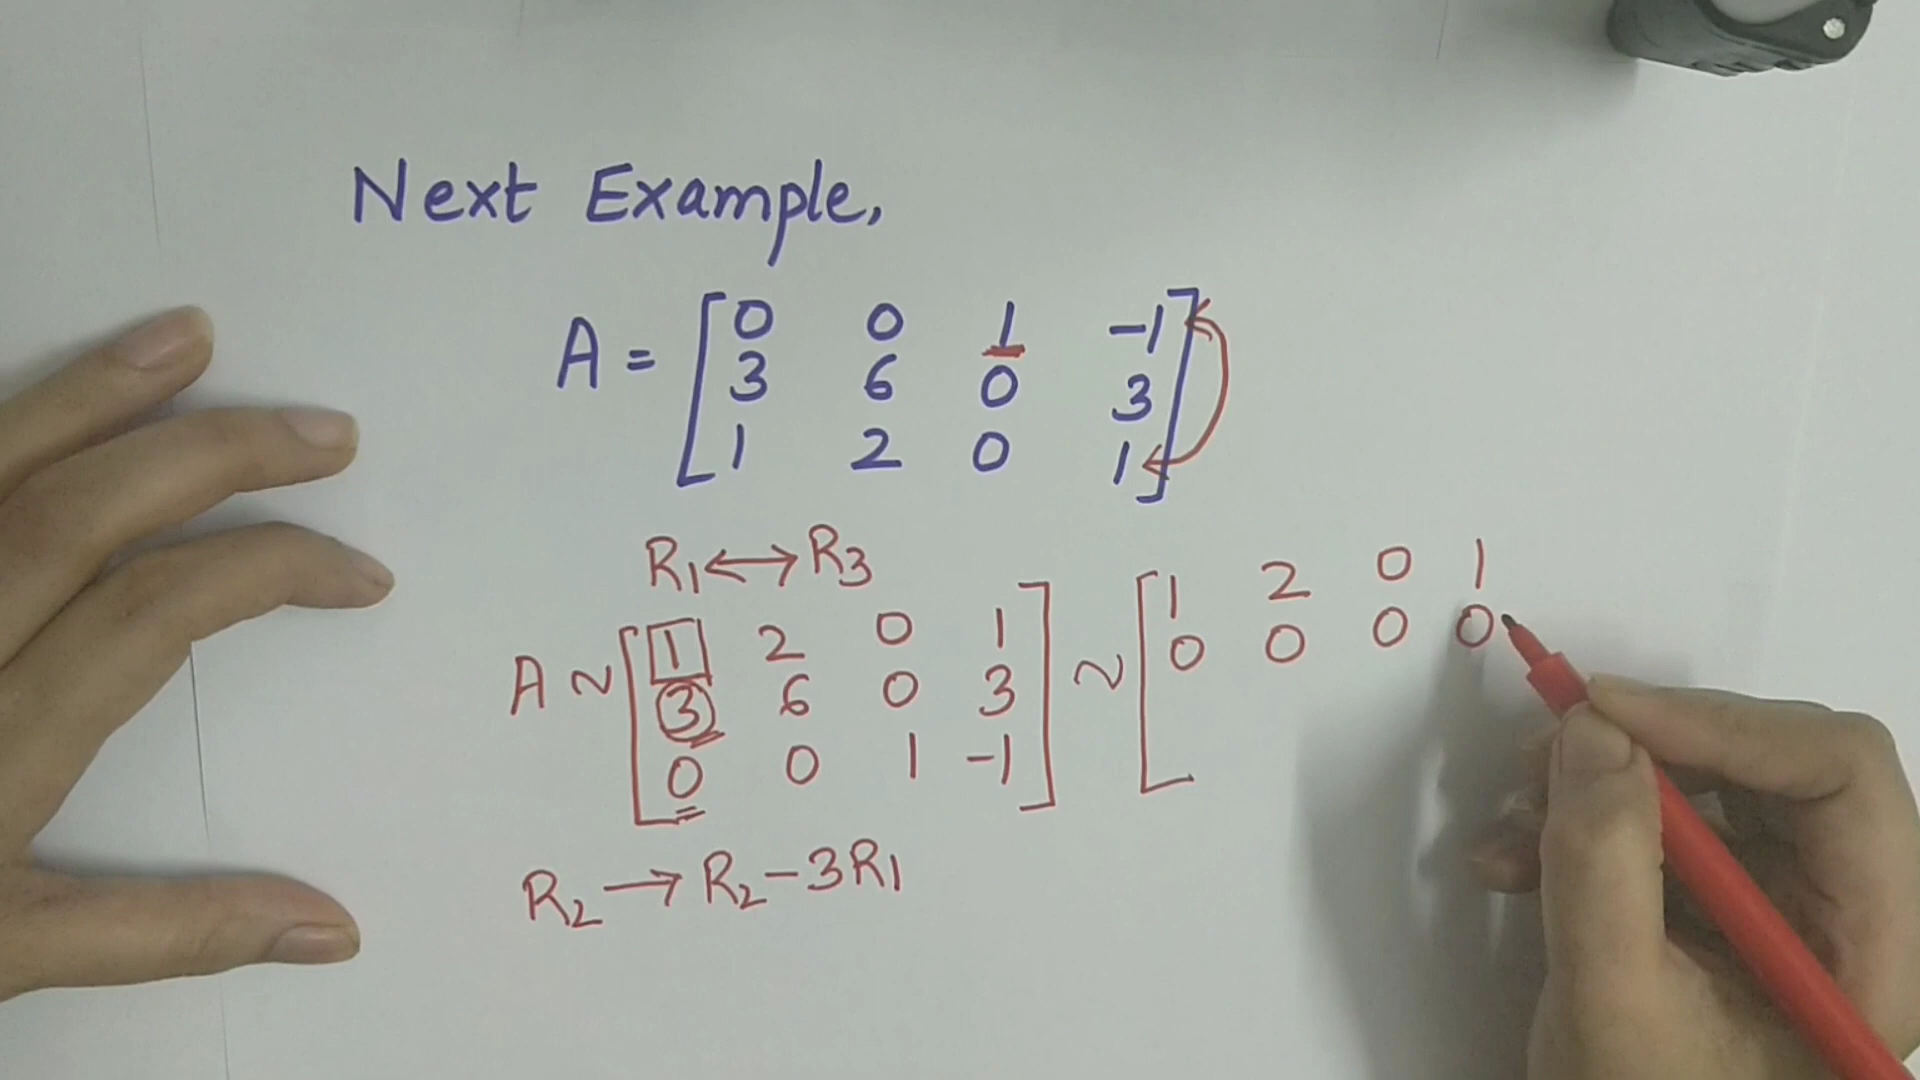 Next Example,
A = [0 0 1 -1
3 6 0 3
1 2 0 1]
R1 ↔ R3
A ~ [1 2 0 1
3 6 0 3
0 0 1 -1] ~ [1 2 0 1
0 0 0 0
R2 → R2 - 3R1